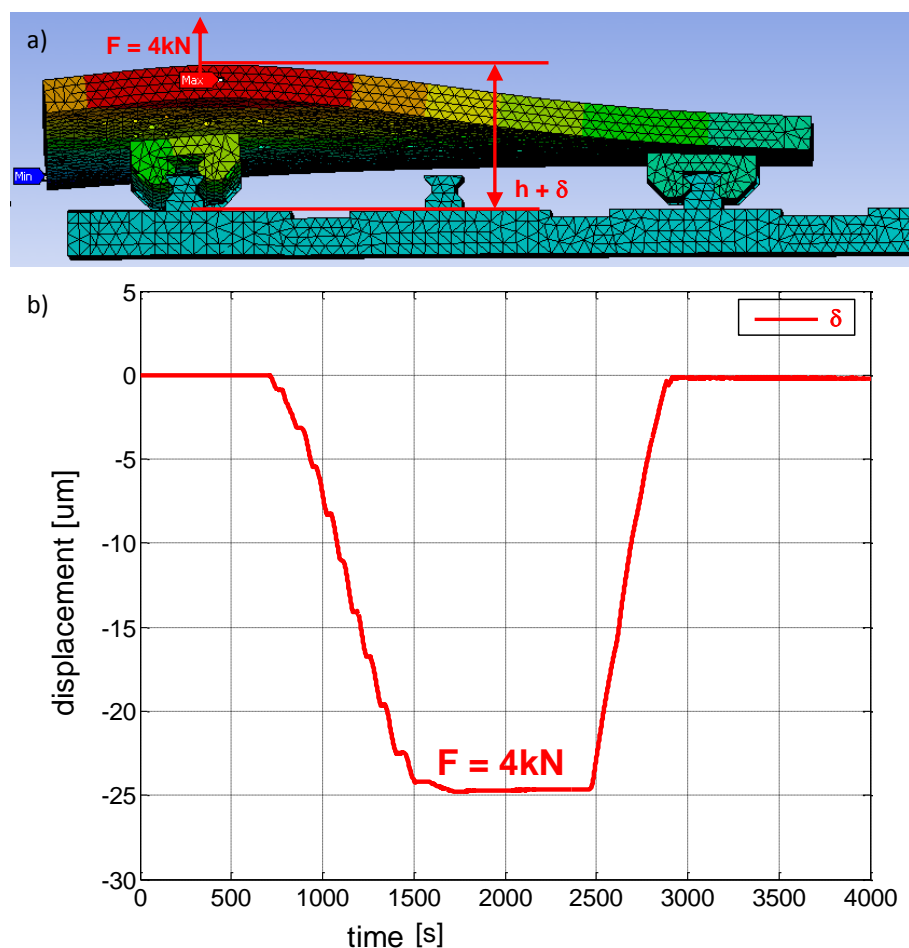 a)
F = 4kN
Max
Min
h + δ
b)
δ
5
0
-5
-10
-15
-20
-25
-30
displacement [um]
F = 4kN
0 500 1000 1500 2000 2500 3000 3500 4000
time [s]